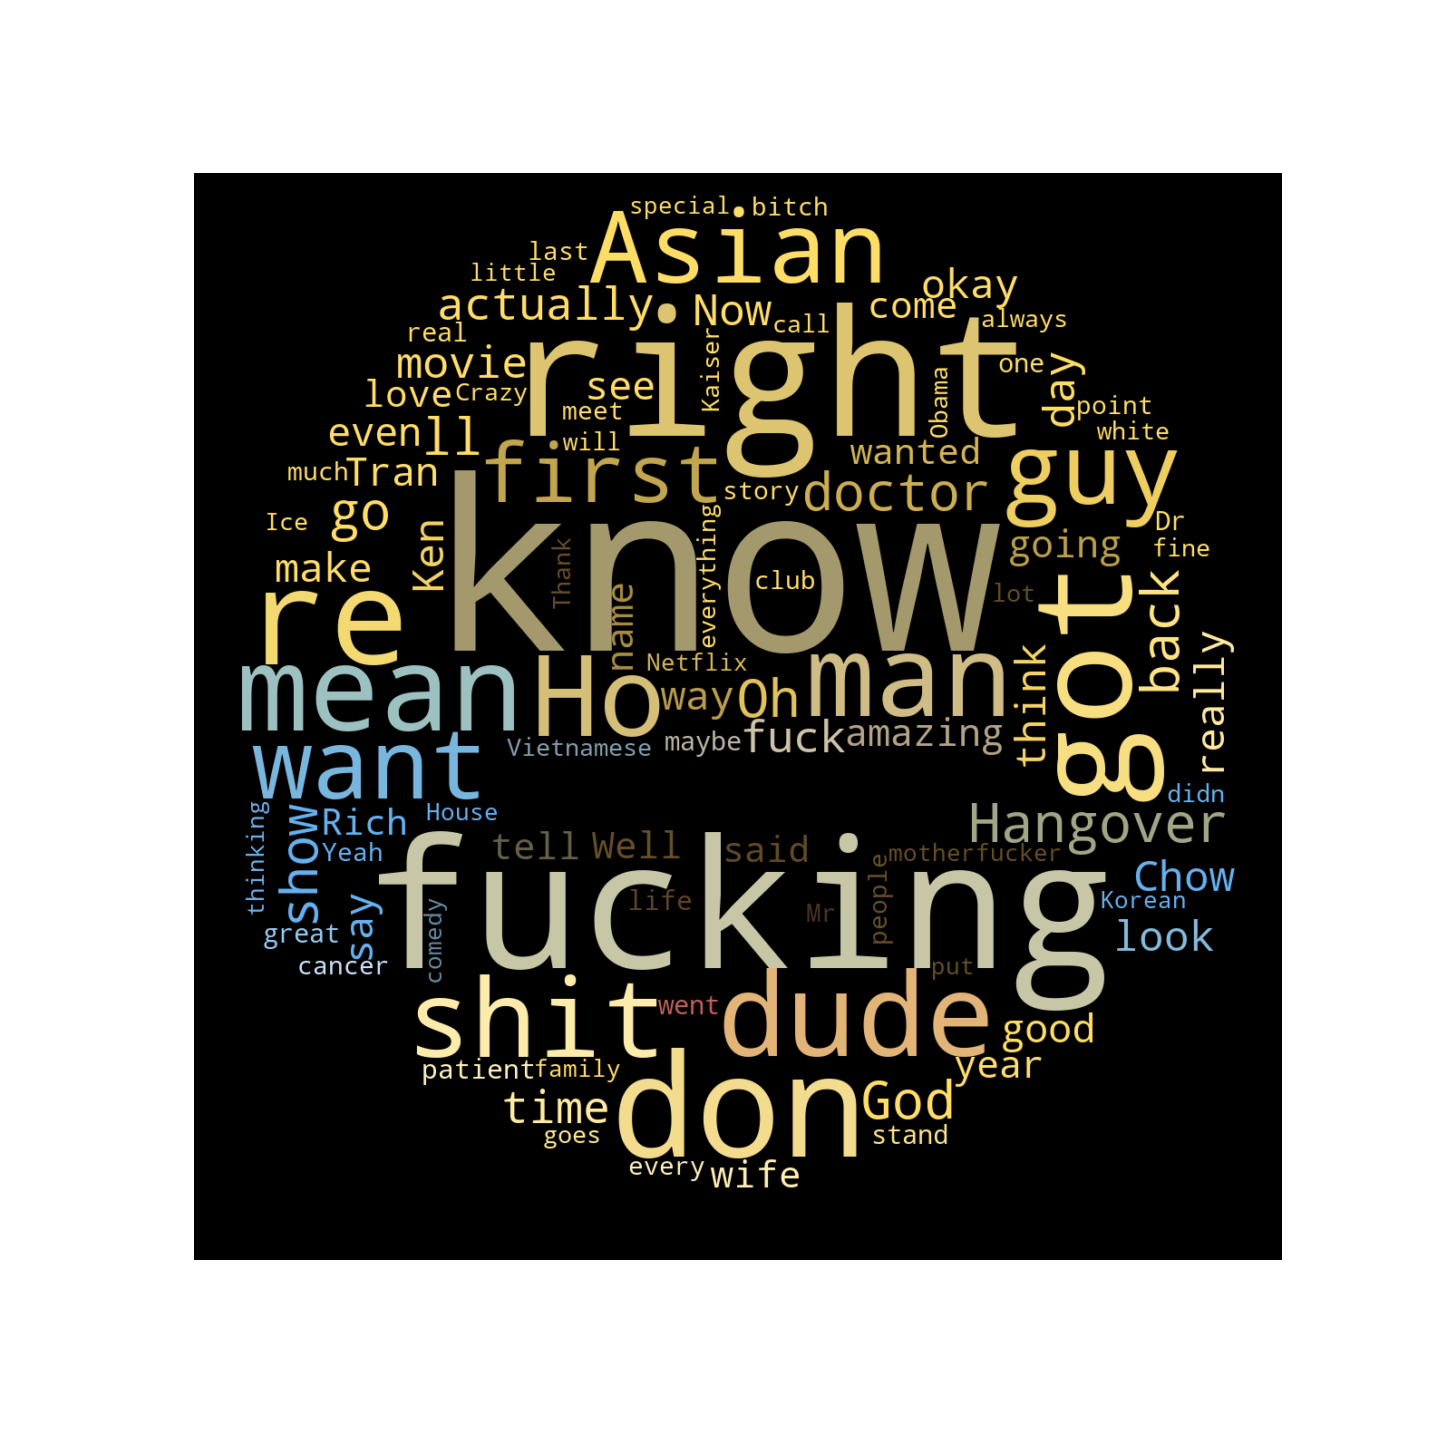 special
bitch
last
Asian
little
okay
actually
Now
come
call
always
real
right
movie
Kaiser
see
one
day
love
Crazy
Obama
meet
point
even
ll
will
white
first
wanted
guy
much
Tran
story
doctor
go
know
Ice
Dr
Ken
Thank
everything
going
fine
make
club
re
name
lot
got
back
mean
Ho
Netflix
man
think
really
way
Oh
want
Vietnamese
maybe
fuck
amazing
didn
thinking
show
Rich
House
Hangover
Yeah
tell
Well
said
motherfucker
fucking
Chow
people
Korean
say
life
Mr
great
comedy
look
cancer
put
shit
went
dude
good
patient
family
don
year
time
God
goes
stand
every
wife